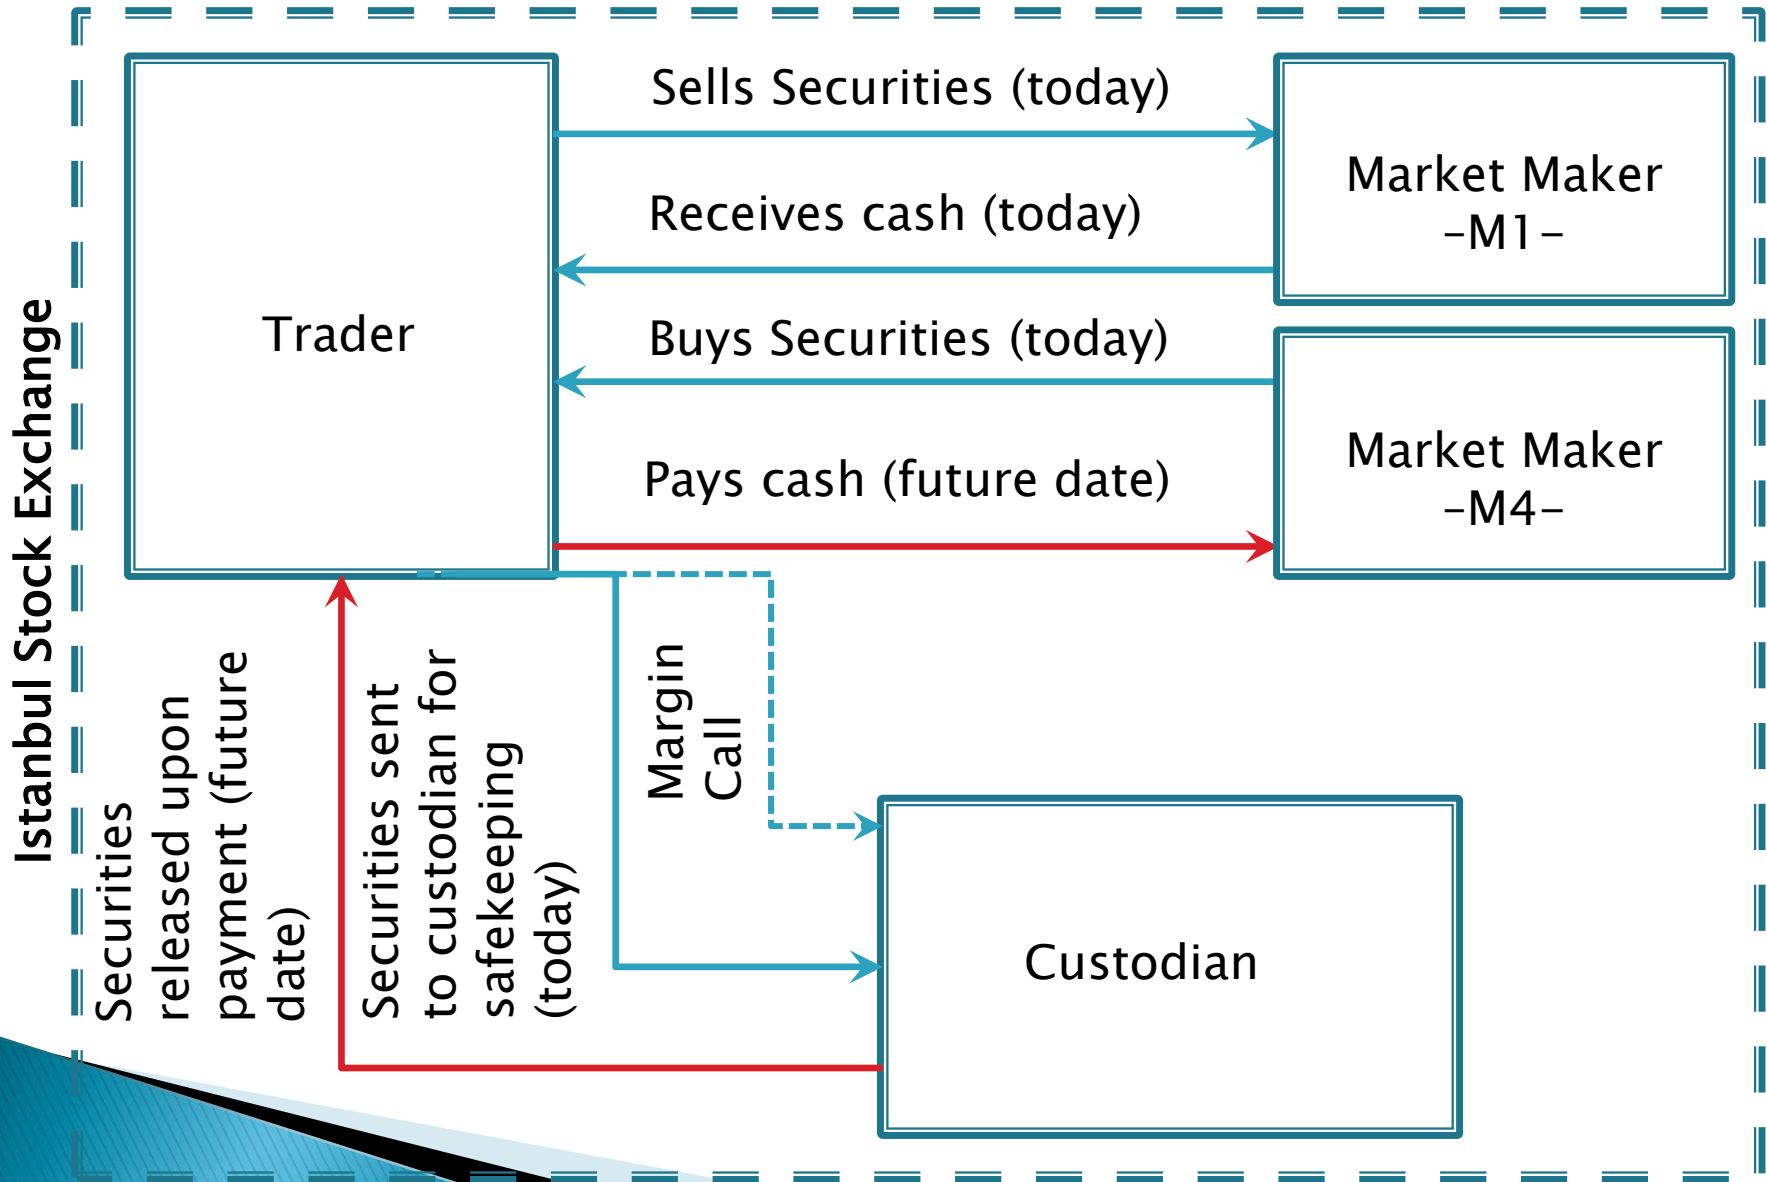 Istanbul Stock Exchange
Trader
Sells Securities (today)
Receives cash (today)
Buys Securities (today)
Pays cash (future date)
Market Maker
-M1-
Market Maker
-M4-
Securities
released upon
payment (future
date)
Securities sent
to custodian for
safekeeping
(today)
Margin
Call
Custodian